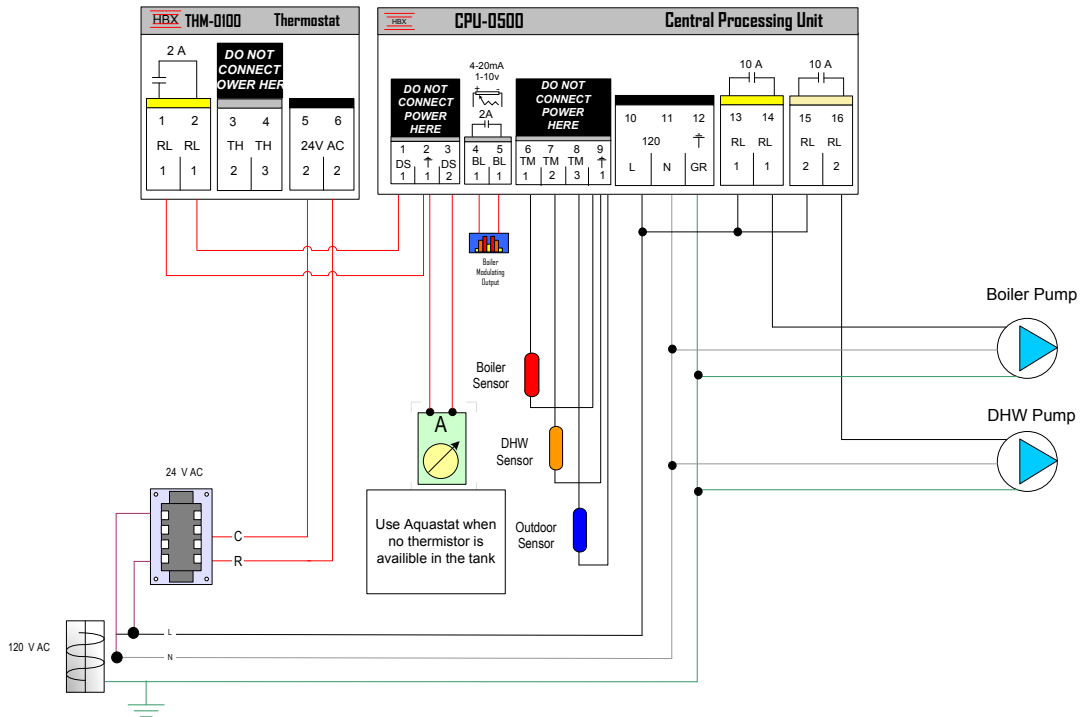 HBX THM-0100 Thermostat
2 A
DO NOT
CONNECT
OWER HER
1 2 3 4 5 6
RL RL TH TH 24V AC
1 1 2 3 2 2
HBX CPU-0500 Central Processing Unit
DO NOT
CONNECT
POWER
HERE
4-20mA
1-10v
+ -
2A
DO NOT
CONNECT
POWER
HERE
10 A
10 A
1 2 3 4 5 6 7 8 9 10 11 12 13 14 15 16
DS DS BL BL TM TM TM 120 RL RL RL RL
1 1 2 1 1 1 2 3 1 L N GR 1 1 2 2
Boiler
Modulating
Output
Boiler Pump
Boiler
Sensor
A
DHW Pump
DHW
Sensor
24 V AC
Use Aquastat when
no thermistor is
availible in the tank
Outdoor
Sensor
C
R
L
120 V AC
N